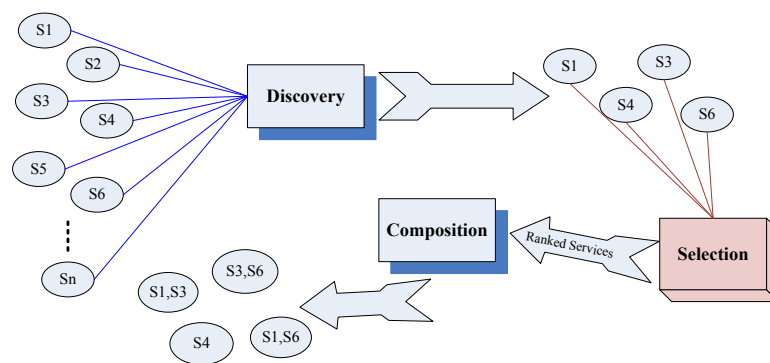 S1
S2
S3
S4
S5
S6
Sn
Discovery
S1
S3
S4
S6
Selection
Ranked Services
Composition
S1,S3
S3,S6
S4
S1,S6